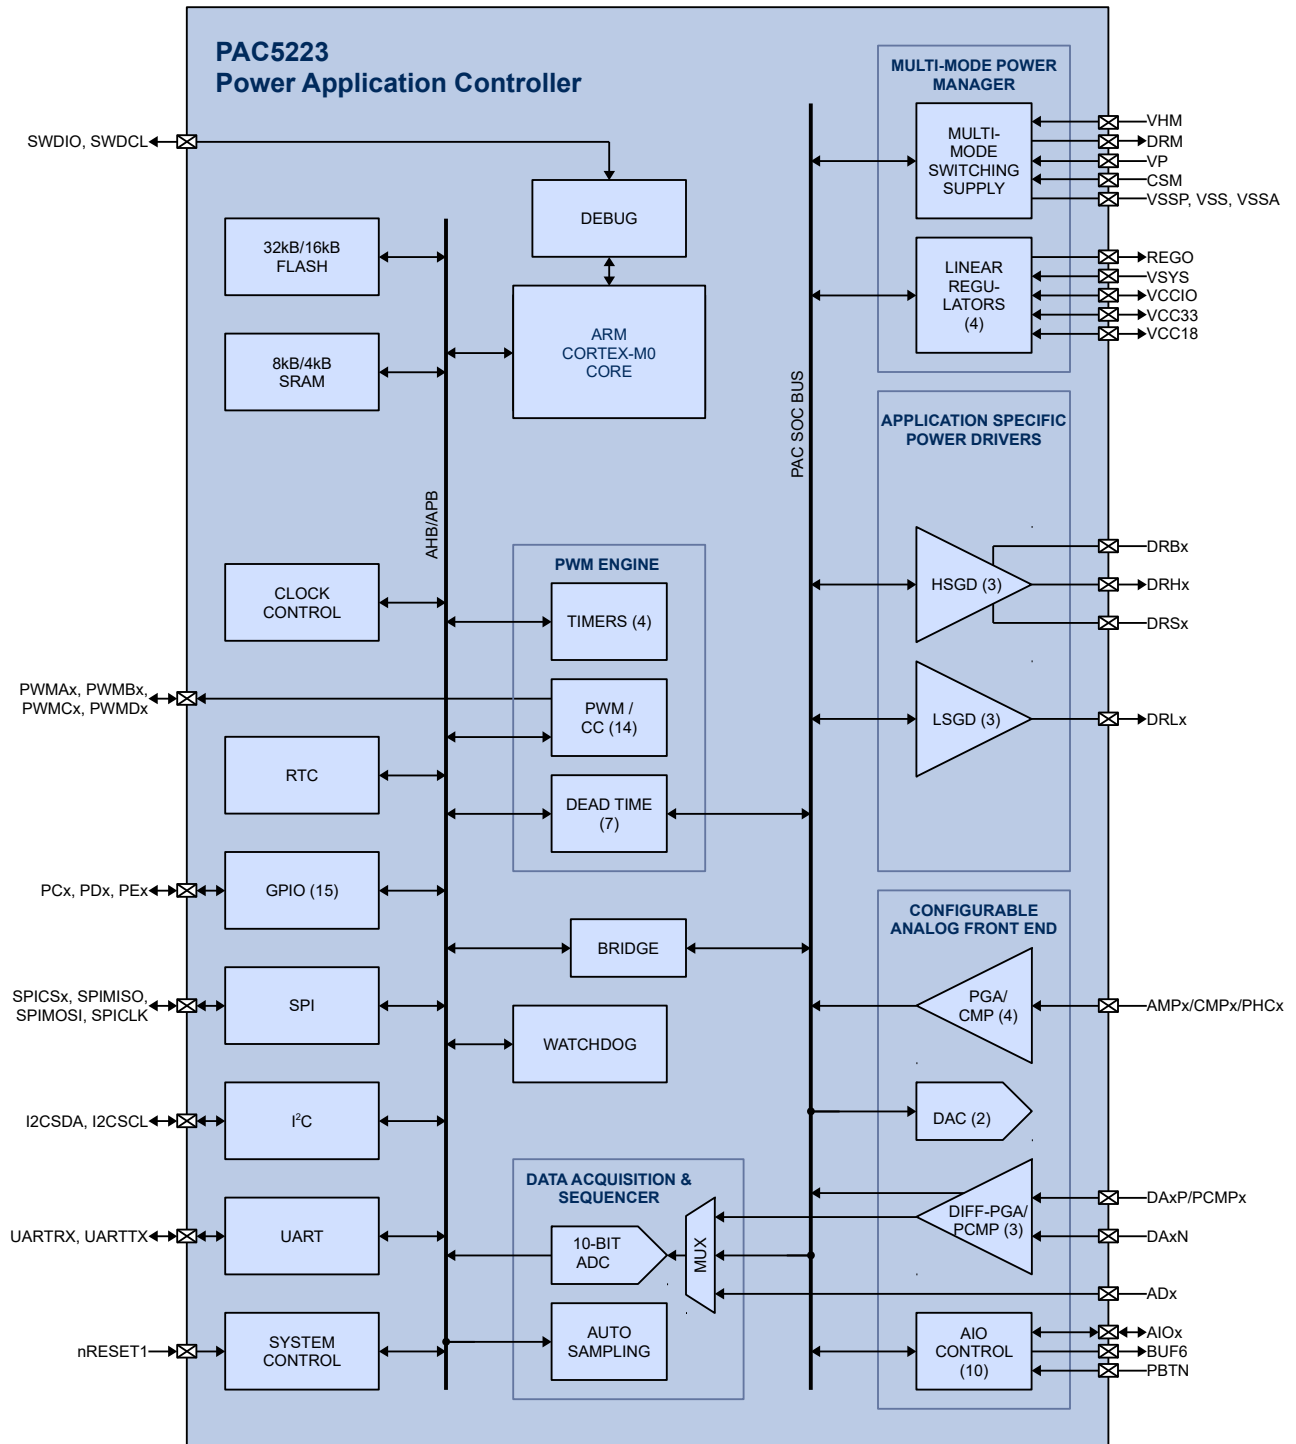 PAC5223
Power Application Controller
SWDIO, SWDCL
DEBUG
32kB/16kB
FLASH
8kB/4kB
SRAM
ARM
CORTEX-M0
CORE
AHB/APB
PAC SOC BUS
CLOCK
CONTROL
PWM ENGINE
TIMERS (4)
PWMAx, PWMBx,
PWMCx, PWMDx
PWM /
CC (14)
RTC
DEAD TIME
(7)
PCx, PDx, PEx
GPIO (15)
BRIDGE
SPICSx, SPIMISO,
SPIMOSI, SPICLK
SPI
WATCHDOG
I2CSDA, I2CSCL
I²C
DATA ACQUISITION &
SEQUENCER
UARTRX, UARTTX
UART
10-BIT
ADC
MUX
nRESET1
SYSTEM
CONTROL
AUTO
SAMPLING
MULTI-MODE POWER
MANAGER
MULTI-
MODE
SWITCHING
SUPPLY
VHM
DRM
VP
CSM
VSSP, VSS, VSSA
LINEAR
REGU-
LATORS
(4)
REGO
VSYS
VCCIO
VCC33
VCC18
APPLICATION SPECIFIC
POWER DRIVERS
HSGD (3)
DRBx
DRHx
DRSx
LSGD (3)
DRLx
CONFIGURABLE
ANALOG FRONT END
PGA/
CMP (4)
AMPx/CMPx/PHCx
DAC (2)
DIFF-PGA/
PCMP (3)
DAxP/PCMPx
DAxN
ADx
AIO
CONTROL
(10)
AIOx
BUF6
PBTN